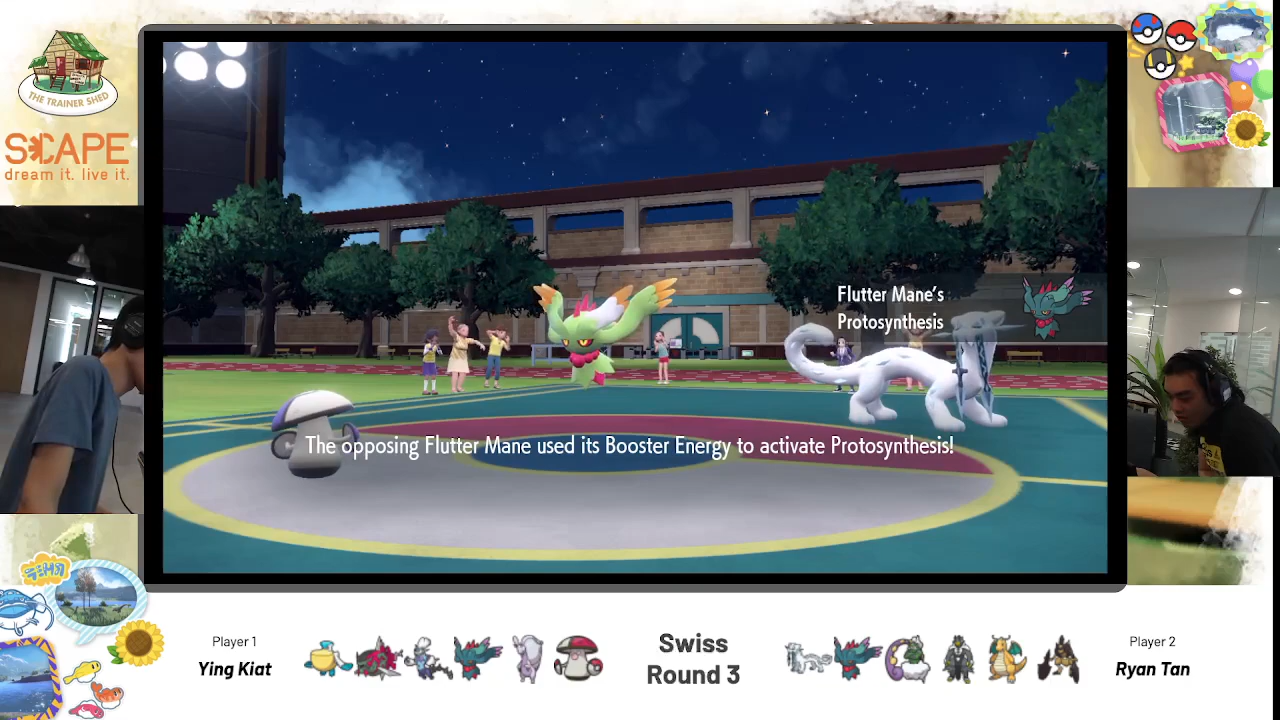 THE TRAINER SHED
SCAPE
dream it. live it.
Flutter Mane's
Protosynthesis
The opposing Flutter Mane used its Booster Energy to activate Protosynthesis!
Player 1
Ying Kiat
Swiss
Round 3
Player 2
Ryan Tan